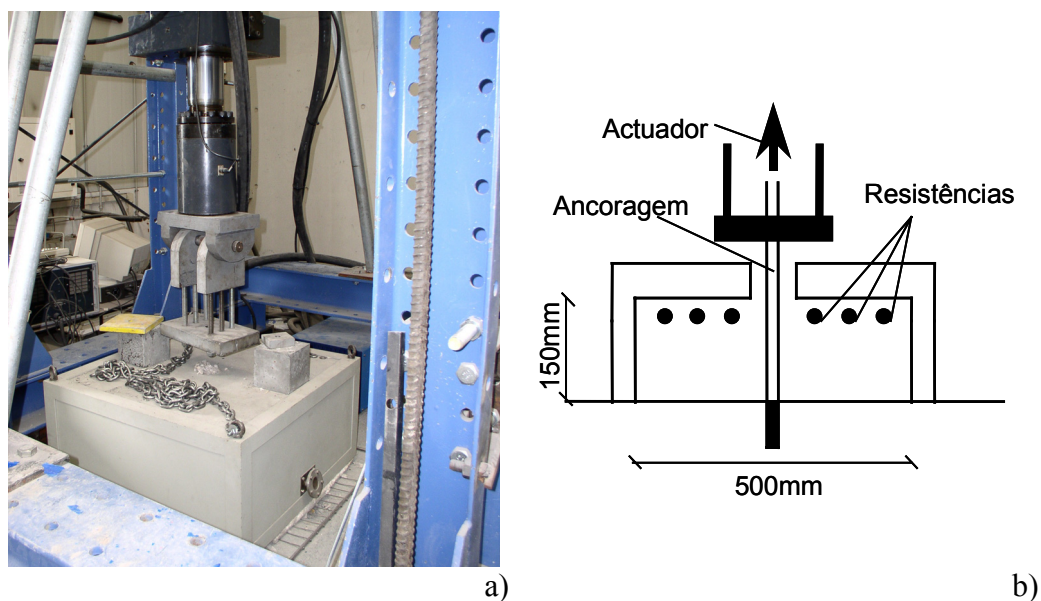 Actuador
Ancoragem
Resistências
150mm
500mm
a)
b)